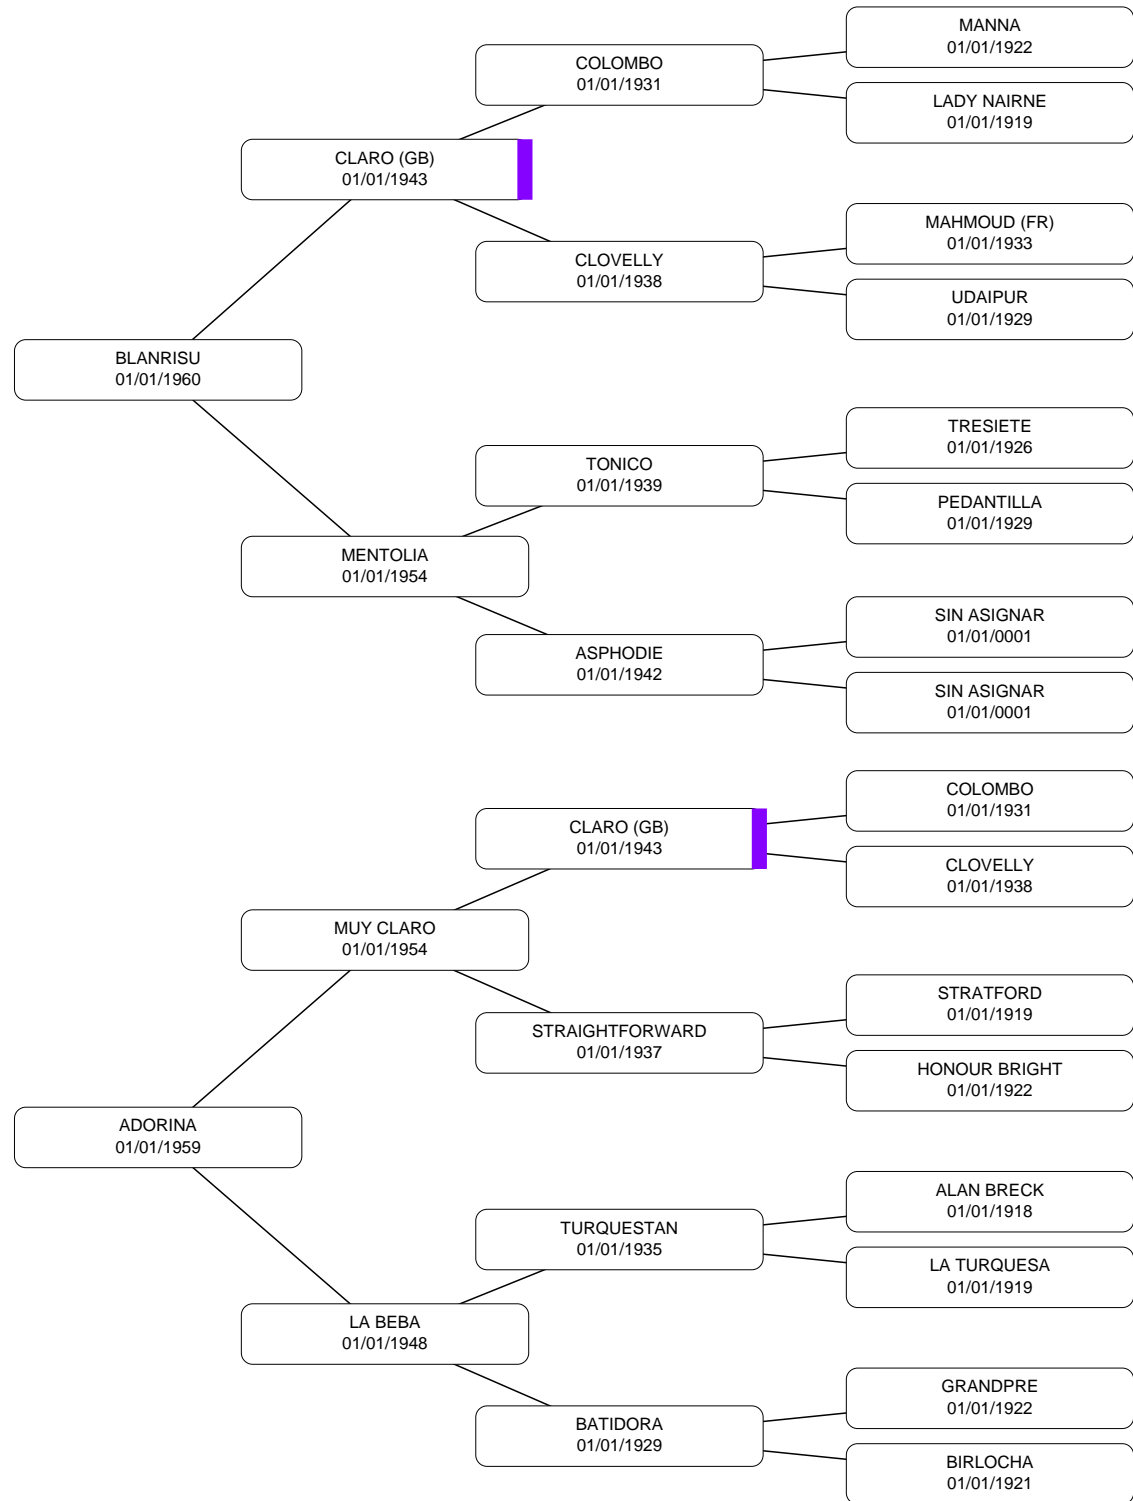 MANNA
01/01/1922
COLOMBO
01/01/1931
LADY NAIRNE
01/01/1919
CLARO (GB)
01/01/1943
MAHMOUD (FR)
01/01/1933
CLOVELLY
01/01/1938
UDAIPUR
01/01/1929
BLANRISU
01/01/1960
TRESIETE
01/01/1926
TONICO
01/01/1939
PEDANTILLA
01/01/1929
MENTOLIA
01/01/1954
SIN ASIGNAR
01/01/0001
ASPHODIE
01/01/1942
SIN ASIGNAR
01/01/0001
COLOMBO
01/01/1931
CLARO (GB)
01/01/1943
CLOVELLY
01/01/1938
MUY CLARO
01/01/1954
STRATFORD
01/01/1919
STRAIGHTFORWARD
01/01/1937
HONOUR BRIGHT
01/01/1922
ADORINA
01/01/1959
ALAN BRECK
01/01/1918
TURQUESTAN
01/01/1935
LA TURQUESA
01/01/1919
LA BEBA
01/01/1948
GRANDPRE
01/01/1922
BATIDORA
01/01/1929
BIRLOCHA
01/01/1921